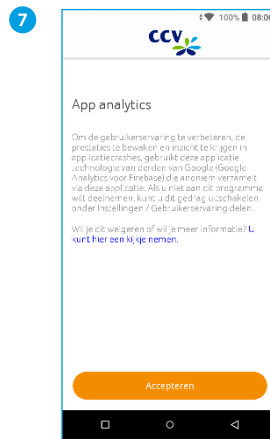 7
100% 08:00
CCV
App analytics
Om de gebruikerservaring te verbeteren, de
prestaties te bewaken en inzicht te krijgen in
applicatiecrashes, gebruikt deze applicatie
technologie van derden van Google (Google
Analytics voor Firebase) die anoniem verzamelt
via deze applicatie. Als u niet aan dit programma
wilt deelnemen, kunt u dit gedrag uitschakelen
onder Instellingen / Gebruikerservaring delen.
Wil je dit weigeren of wil je meer informatie? U
kunt hier een kijkje nemen.
Accepteren